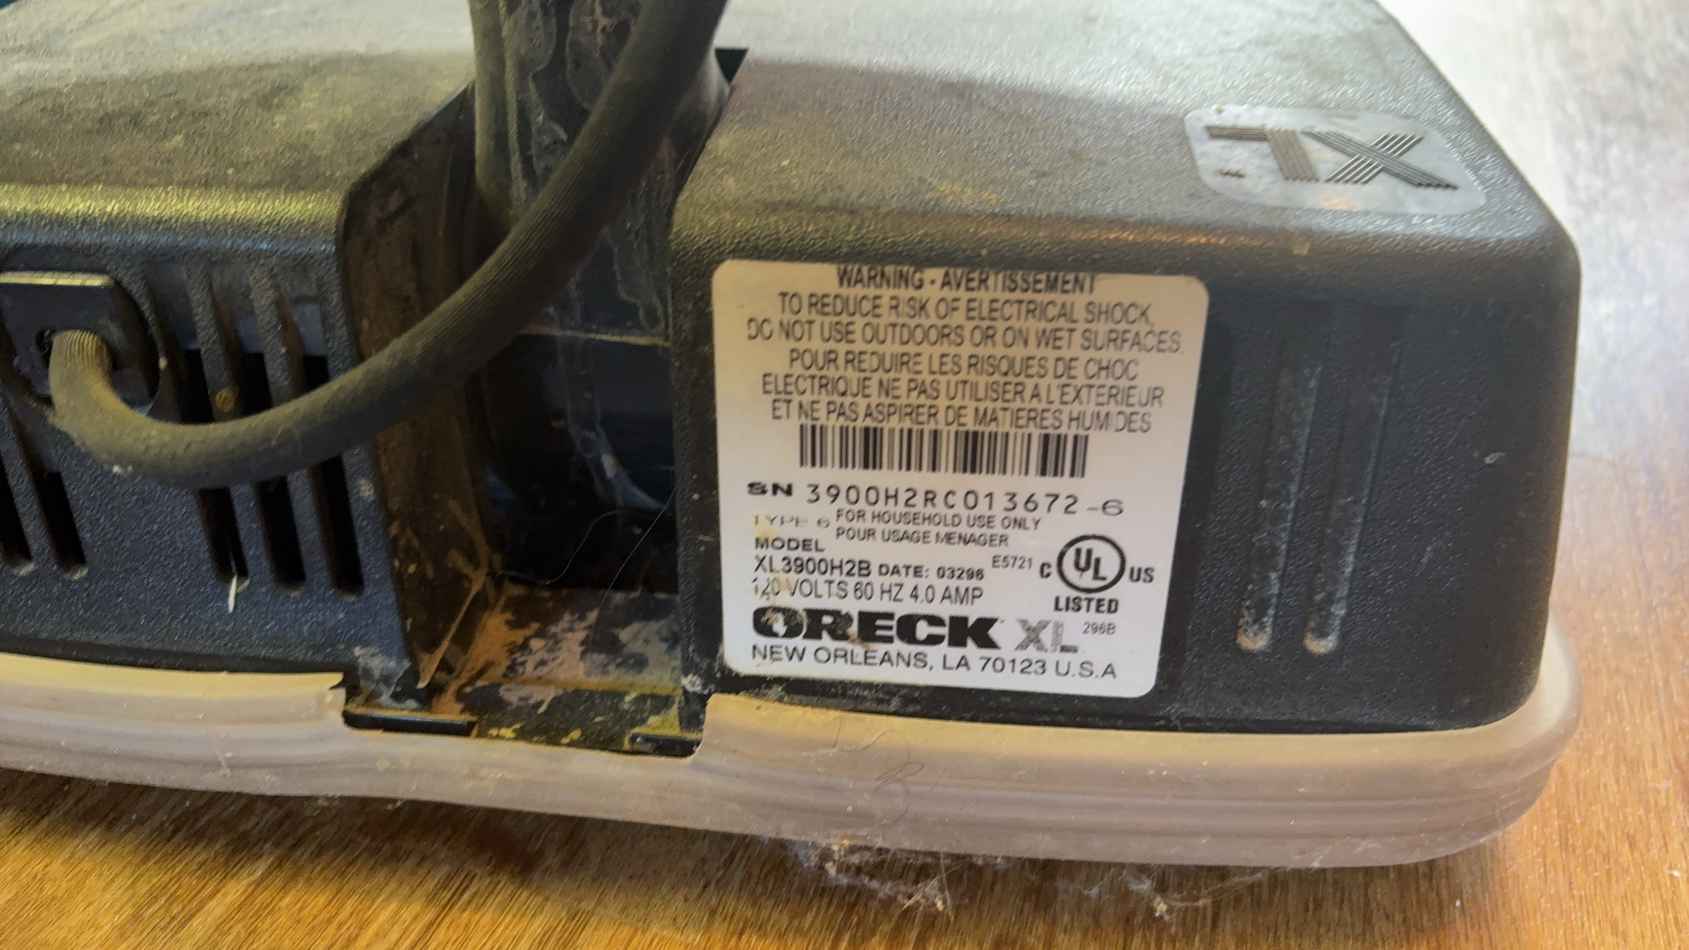 XL
WARNING - AVERTISSEMENT
TO REDUCE RISK OF ELECTRICAL SHOCK,
DO NOT USE OUTDOORS OR ON WET SURFACES.
POUR REDUIRE LES RISQUES DE CHOC
ELECTRIQUE NE PAS UTILISER A L'EXTERIEUR
ET NE PAS ASPIRER DE MATIERES HUMIDES
SN 3900H2RC013672-6
TYPE 6 FOR HOUSEHOLD USE ONLY
POUR USAGE MENAGER
MODEL
XL3900H2B DATE: 03296 E5721 C UL US
120 VOLTS 60 HZ 4.0 AMP LISTED
ORECK XL 296B
NEW ORLEANS, LA 70123 U.S.A